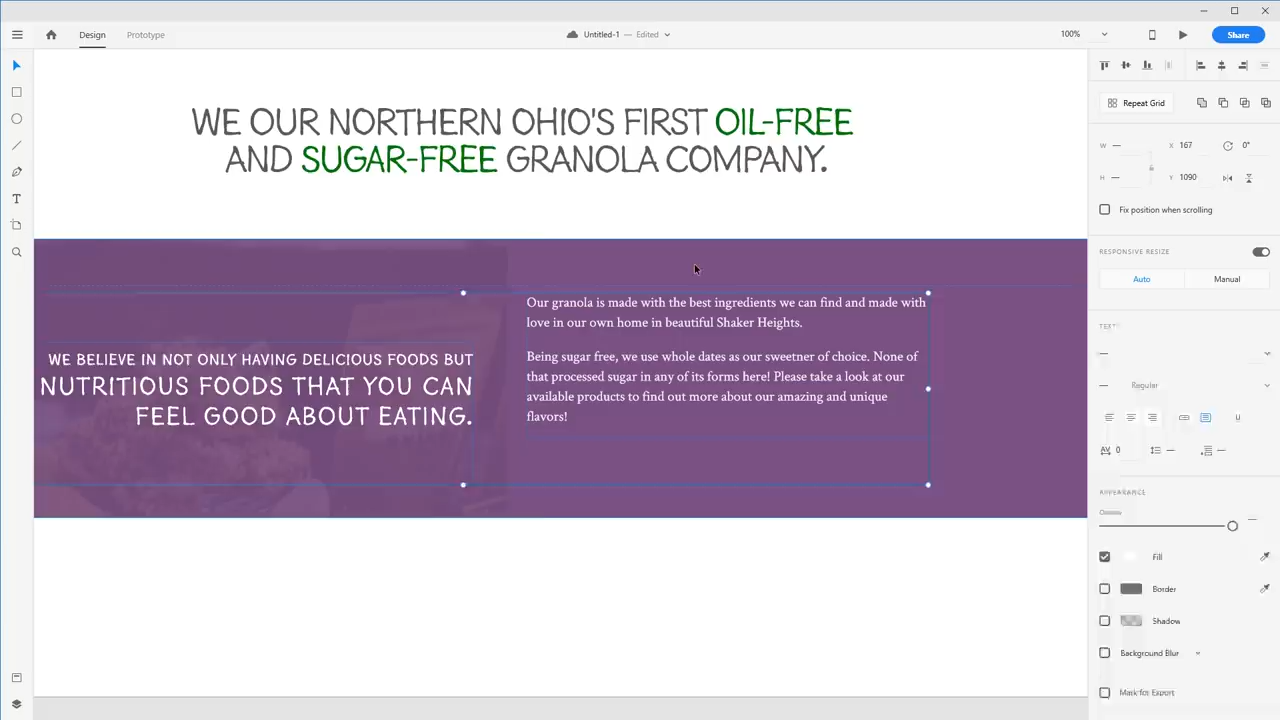 Design
Prototype
Untitled-1 — Edited
100%
Share
WE OUR NORTHERN OHIO'S FIRST OIL-FREE
AND SUGAR-FREE GRANOLA COMPANY.
WE BELIEVE IN NOT ONLY HAVING DELICIOUS FOODS BUT
NUTRITIOUS FOODS THAT YOU CAN
FEEL GOOD ABOUT EATING.
Our granola is made with the best ingredients we can find and made with
love in our own home in beautiful Shaker Heights.
Being sugar free, we use whole dates as our sweetner of choice. None of
that processed sugar in any of its forms here! Please take a look at our
available products to find out more about our amazing and unique
flavors!
Repeat Grid
W — X 167 0°
H — Y 1090
Fix position when scrolling
RESPONSIVE RESIZE
Auto
Manual
TEXT
—
— Regular
AV 0 — —
APPEARANCE
Opacity —
Fill
Border
Shadow
Background Blur
Mark for Export